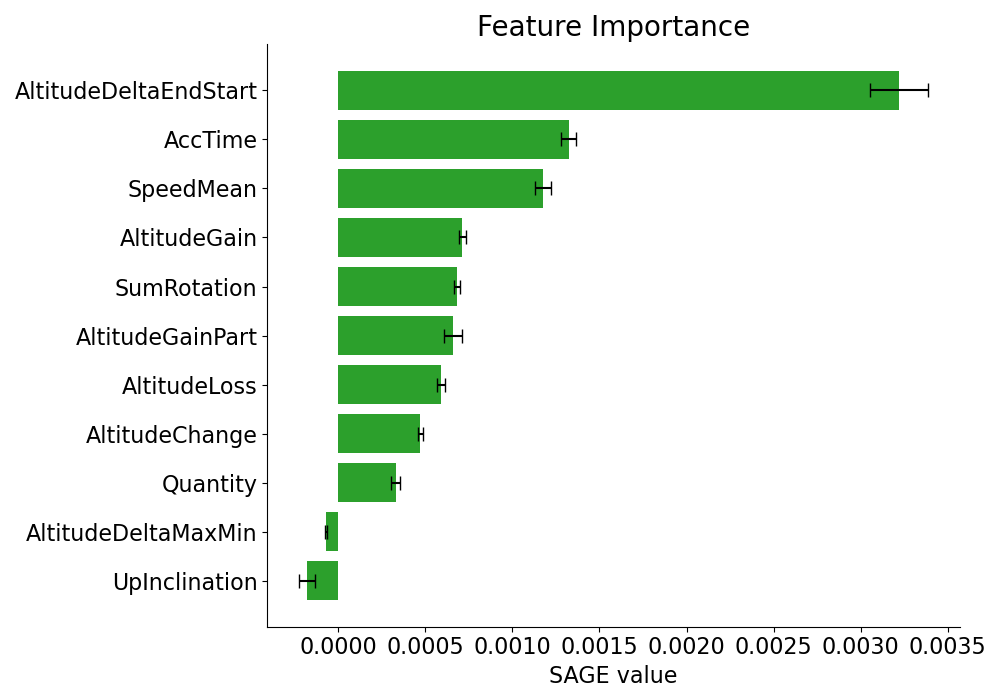 Feature Importance
AltitudeDeltaEndStart
AccTime
SpeedMean
AltitudeGain
SumRotation
AltitudeGainPart
AltitudeLoss
AltitudeChange
Quantity
AltitudeDeltaMaxMin
UpInclination
0.0000 0.0005 0.0010 0.0015 0.0020 0.0025 0.0030 0.0035
SAGE value